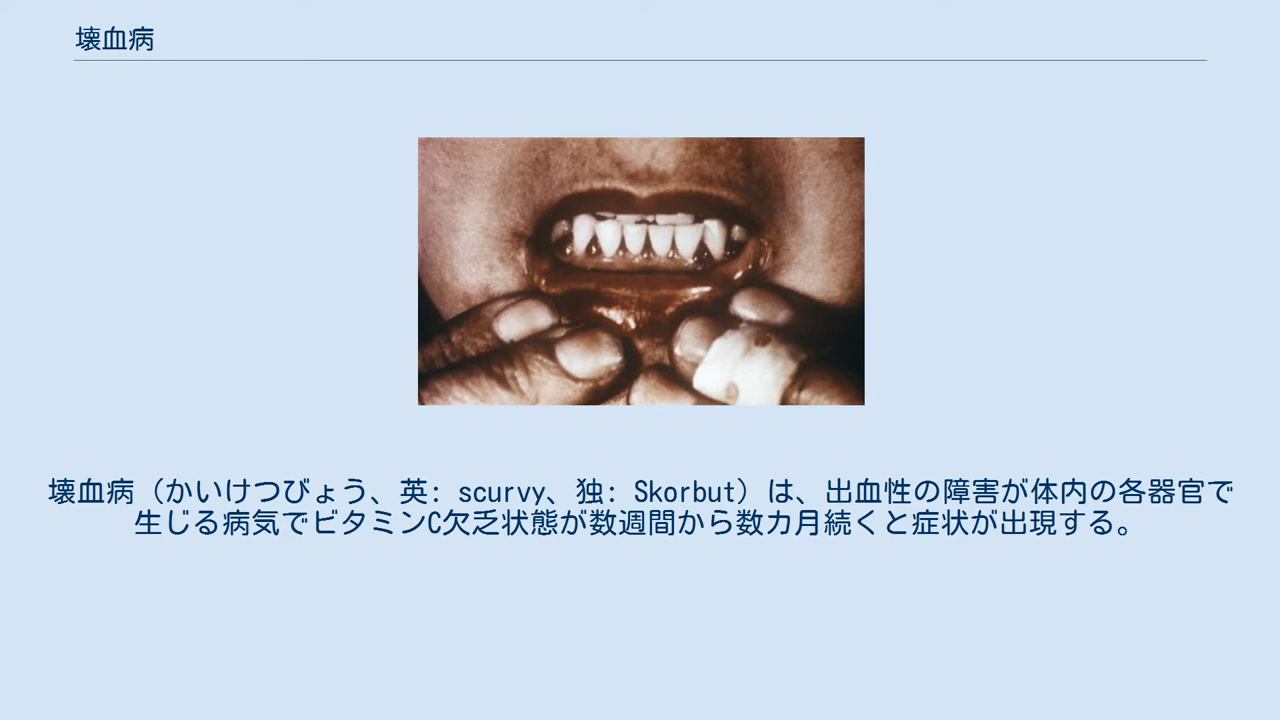 壊血病
壊血病（かいけつびょう、英: scurvy、独: Skorbut）は、出血性の障害が体内の各器官で
生じる病気でビタミンC欠乏状態が数週間から数カ月続くと症状が出現する。